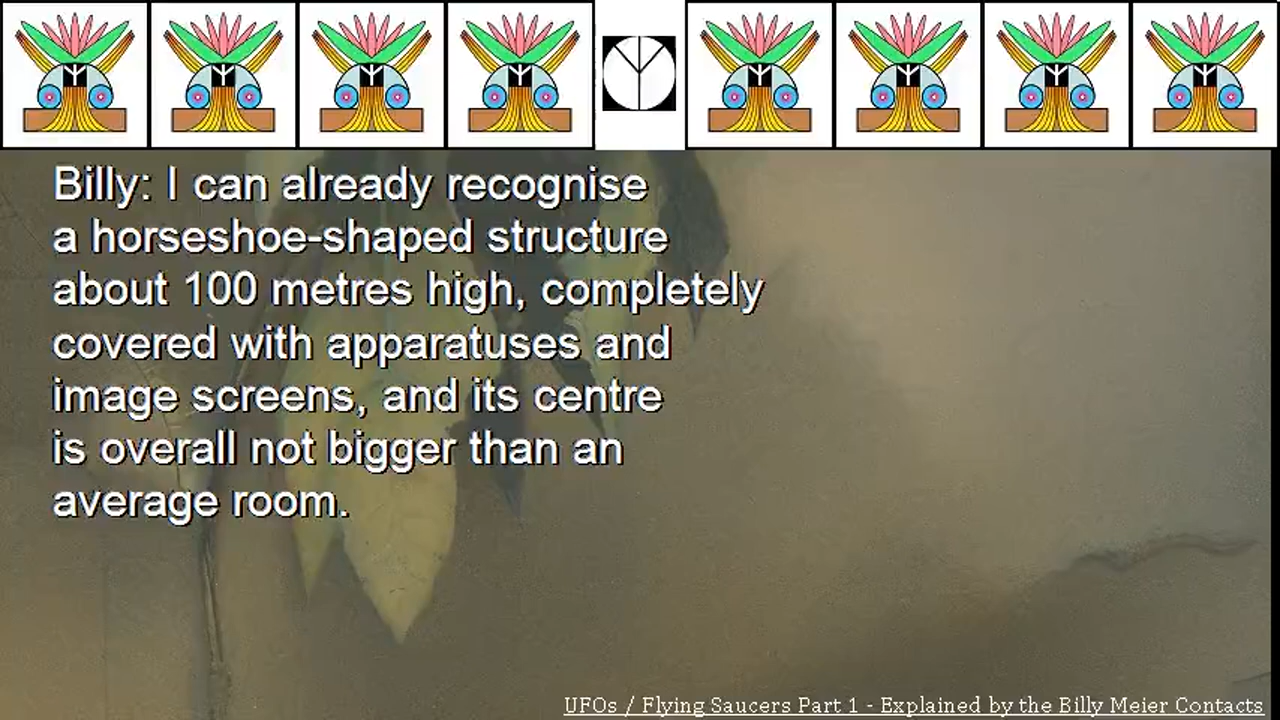 Billy: I can already recognise
a horseshoe-shaped structure
about 100 metres high, completely
covered with apparatuses and
image screens, and its centre
is overall not bigger than an
average room.
UFOs / Flying Saucers Part 1 - Explained by the Billy Meier Contacts